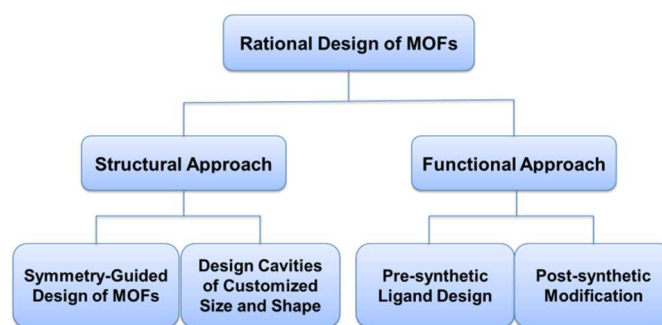 Rational Design of MOFs
Structural Approach
Functional Approach
Symmetry-Guided
Design of MOFs
Design Cavities
of Customized
Size and Shape
Pre-synthetic
Ligand Design
Post-synthetic
Modification